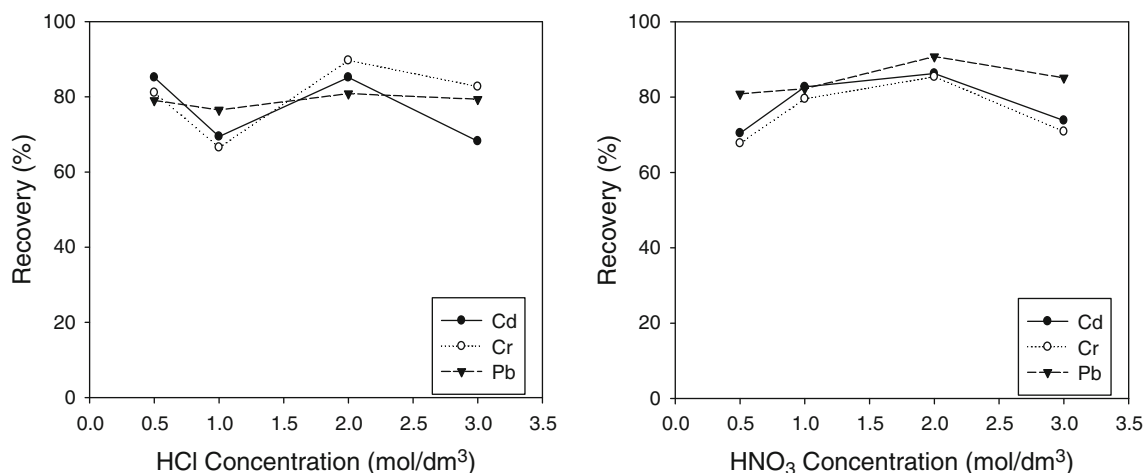 100
80
60
40
20
0
Recovery (%)
0.0 0.5 1.0 1.5 2.0 2.5 3.0 3.5
HCl Concentration (mol/dm³)
Cd
Cr
Pb
100
80
60
40
20
0
Recovery (%)
0.0 0.5 1.0 1.5 2.0 2.5 3.0 3.5
HNO₃ Concentration (mol/dm³)
Cd
Cr
Pb